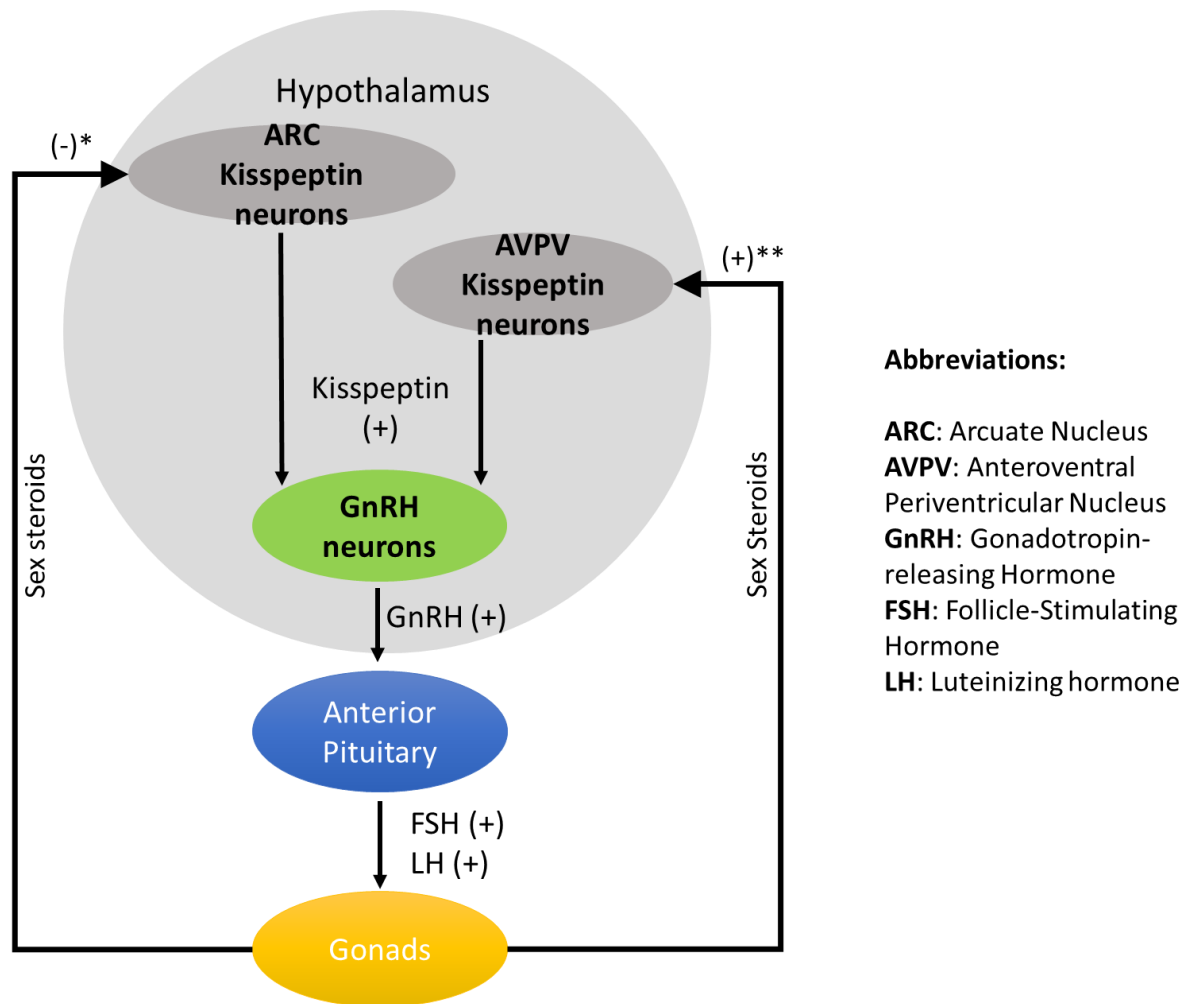 Hypothalamus
ARC
Kisspeptin
neurons
(-)*
AVPV
Kisspeptin
neurons
(+)**
Kisspeptin
(+)
GnRH
neurons
GnRH (+)
Anterior
Pituitary
FSH (+)
LH (+)
Gonads
Sex steroids
Sex Steroids
Abbreviations:
ARC: Arcuate Nucleus
AVPV: Anteroventral
Periventricular Nucleus
GnRH: Gonadotropin-
releasing Hormone
FSH: Follicle-Stimulating
Hormone
LH: Luteinizing hormone